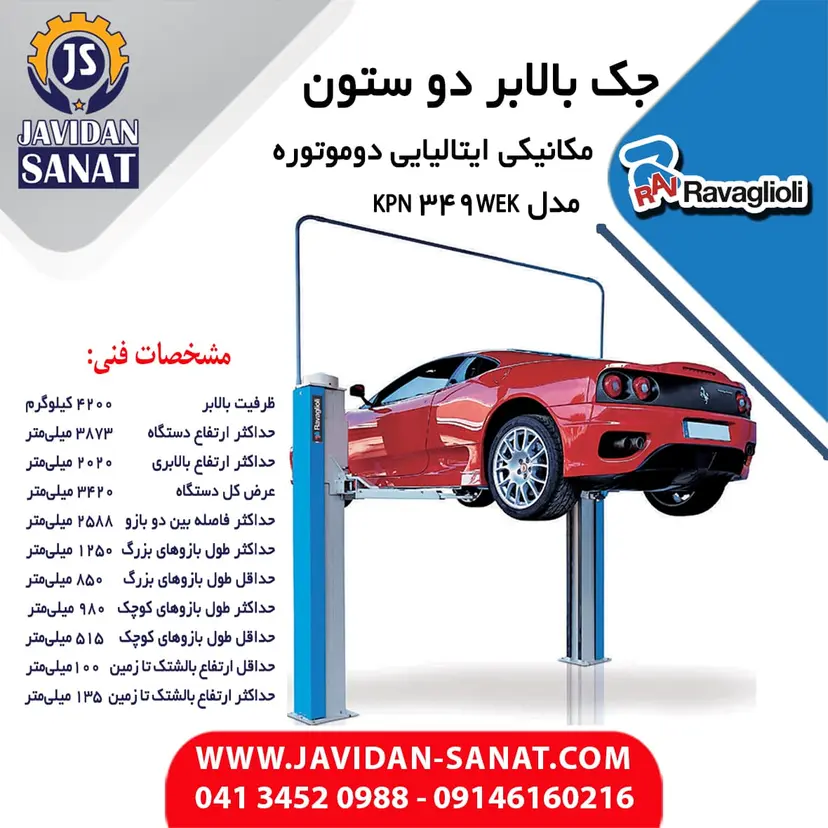 JS
JAVIDAN
SANAT
جک بالابر دو ستون
مکانیکی ایتالیایی دوموتوره
مدل KPN ۳۴۹WEK
RAV Ravaglioli
Ravaglioli
مشخصات فنی:
ظرفیت بالابر ۴۲۰۰ کیلوگرم
حداکثر ارتفاع دستگاه ۳۸۷۳ میلی‌متر
حداکثر ارتفاع بالابری ۲۰۲۰ میلی‌متر
عرض کل دستگاه ۳۴۲۰ میلی‌متر
حداکثر فاصله بین دو بازو ۲۵۸۸ میلی‌متر
حداکثر طول بازوهای بزرگ ۱۲۵۰ میلی‌متر
حداقل طول بازوهای بزرگ ۸۵۰ میلی‌متر
حداکثر طول بازوهای کوچک ۹۸۰ میلی‌متر
حداقل طول بازوهای کوچک ۵۱۵ میلی‌متر
حداقل ارتفاع بالشتک تا زمین ۱۰۰ میلی‌متر
حداکثر ارتفاع بالشتک تا زمین ۱۳۵ میلی‌متر
WWW.JAVIDAN-SANAT.COM
041 3452 0988 - 09146160216